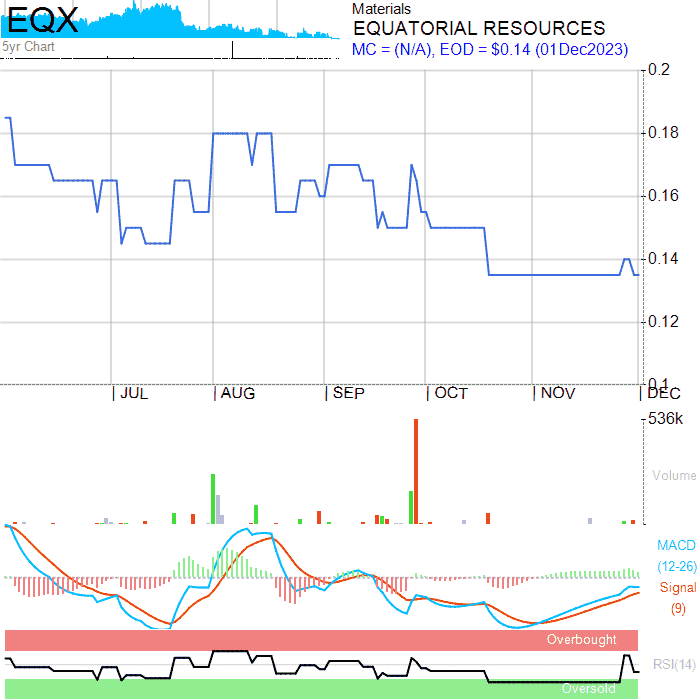 EQX
5yr Chart
Materials
EQUATORIAL RESOURCES
MC = (N/A), EOD = $0.14 (01Dec2023)
0.2
0.18
0.16
0.14
0.12
0.1
JUL AUG SEP OCT NOV DEC
536k
Volume
MACD
(12-26)
Signal
(9)
Overbought
RSI(14)
Oversold